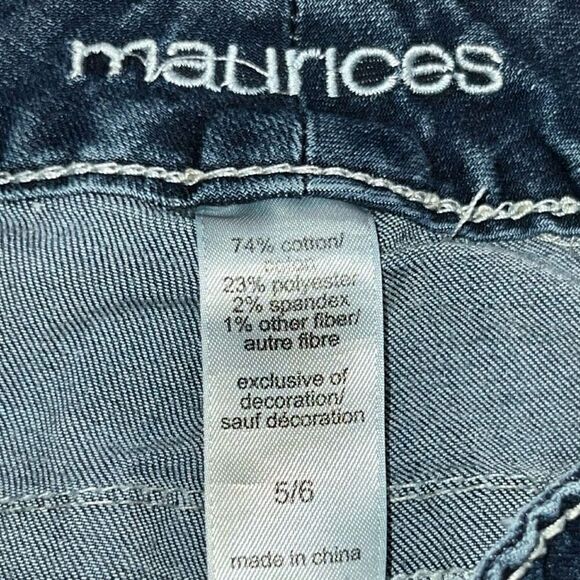 maurices
74% cotton/
coton
23% polyester
2% spandex
1% other fiber/
autre fibre
exclusive of
decoration/
sauf décoration
5/6
made in china